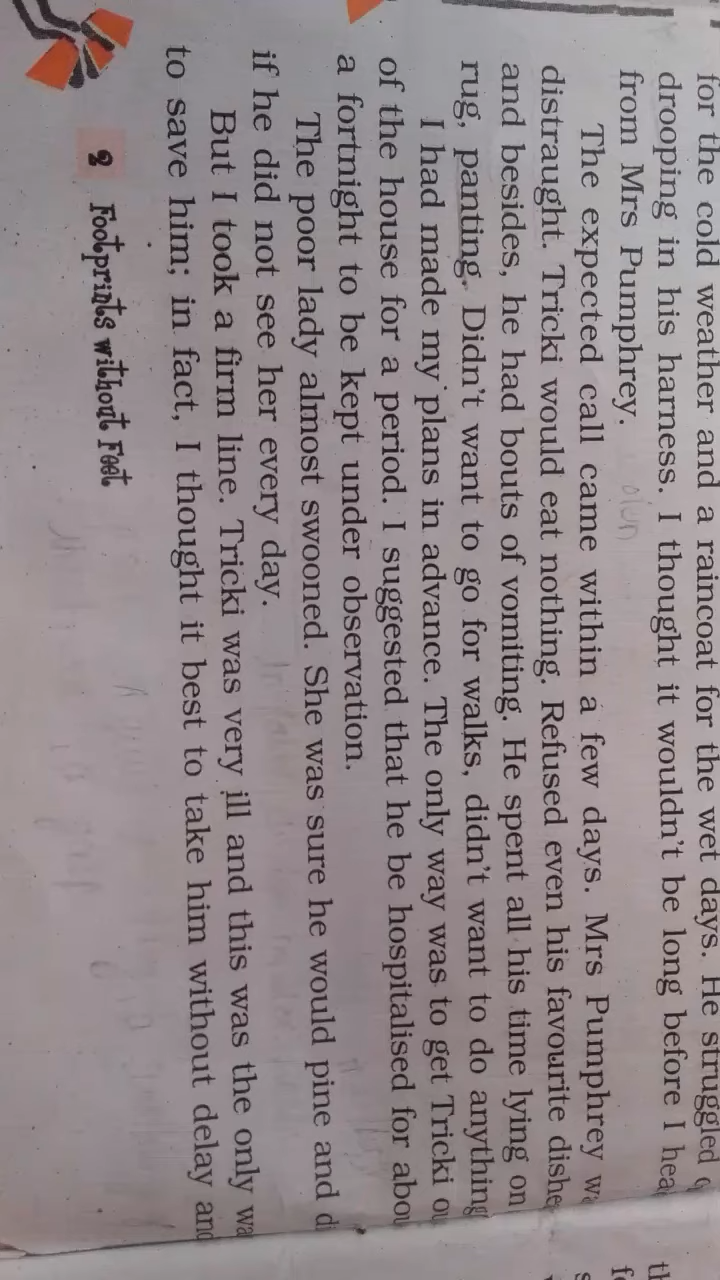 for the cold weather and a raincoat for the wet days. He struggled
drooping in his harness. I thought it wouldn't be long before I hea
from Mrs Pumphrey.
The expected call came within a few days. Mrs Pumphrey wa
distraught. Tricki would eat nothing. Refused even his favourite dishe
and besides, he had bouts of vomiting. He spent all his time lying on
rug, panting. Didn't want to go for walks, didn't want to do anything
I had made my plans in advance. The only way was to get Tricki ou
of the house for a period. I suggested that he be hospitalised for abou
a fortnight to be kept under observation.
The poor lady almost swooned. She was sure he would pine and di
if he did not see her every day.
But I took a firm line. Tricki was very ill and this was the only wa
to save him; in fact, I thought it best to take him without delay and
2 Footprints without Feet